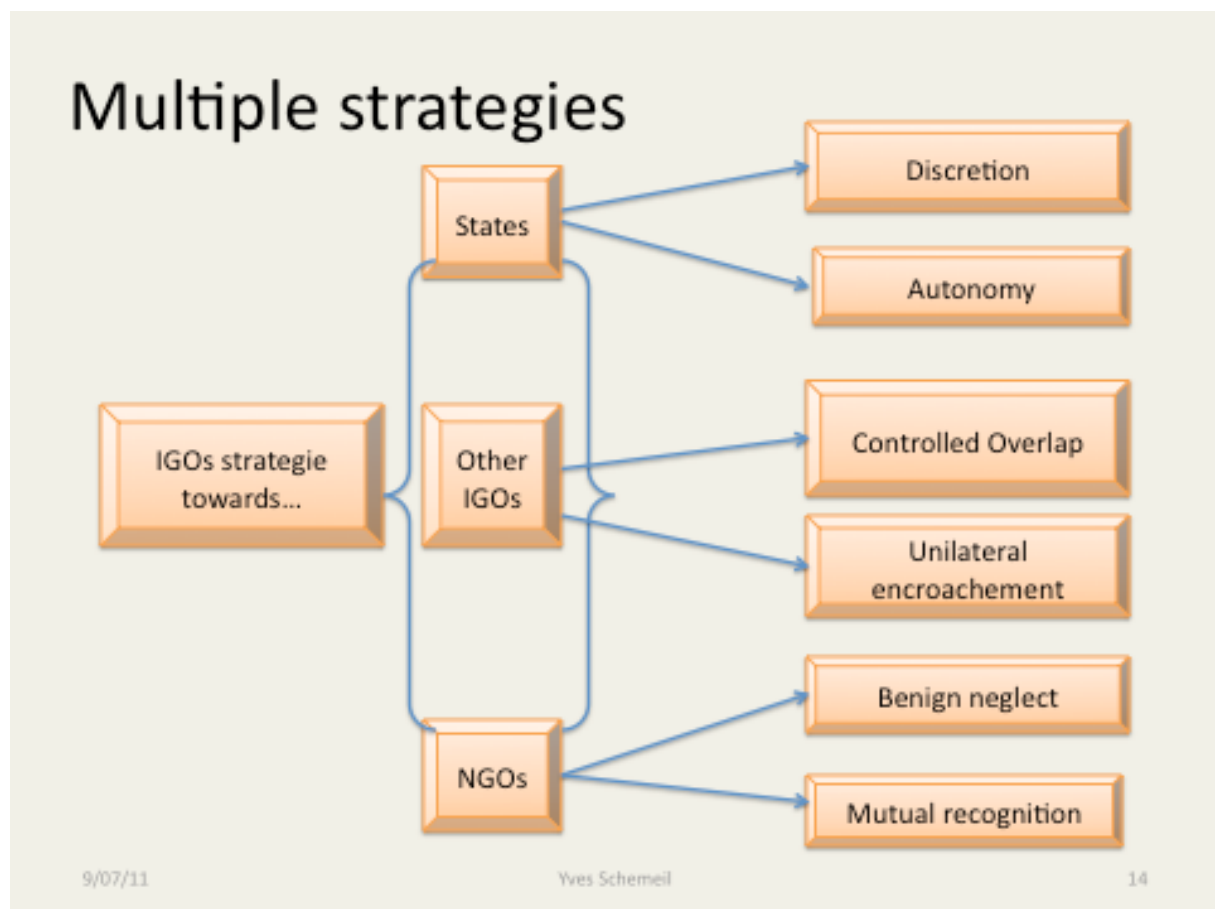 Multiple strategies
States
Discretion
Autonomy
IGOs strategie
towards...
Other
IGOs
Controlled Overlap
Unilateral
encroachement
NGOs
Benign neglect
Mutual recognition
9/07/11
Yves Schemeil
14